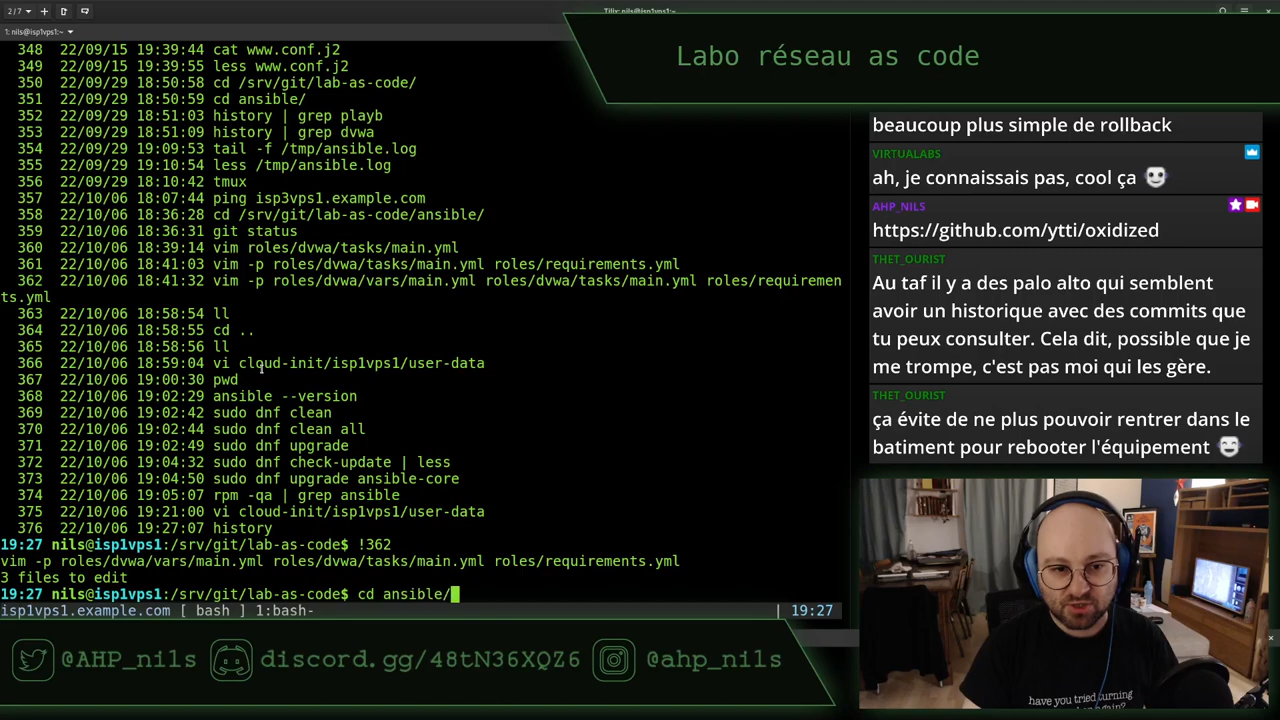 2/7
Tilix: nils@isp1vps1:~
1: nils@isp1vps1:~
Labo réseau as code
348 22/09/15 19:39:44 cat www.conf.j2
349 22/09/15 19:39:55 less www.conf.j2
350 22/09/29 18:50:58 cd /srv/git/lab-as-code/
351 22/09/29 18:50:59 cd ansible/
352 22/09/29 18:51:03 history | grep playb
353 22/09/29 18:51:09 history | grep dvwa
354 22/09/29 19:09:53 tail -f /tmp/ansible.log
355 22/09/29 19:10:54 less /tmp/ansible.log
356 22/09/29 18:10:42 tmux
357 22/10/06 18:07:44 ping isp3vps1.example.com
358 22/10/06 18:36:28 cd /srv/git/lab-as-code/ansible/
359 22/10/06 18:36:31 git status
360 22/10/06 18:39:14 vim roles/dvwa/tasks/main.yml
361 22/10/06 18:41:03 vim -p roles/dvwa/tasks/main.yml roles/requirements.yml
362 22/10/06 18:41:32 vim -p roles/dvwa/vars/main.yml roles/dvwa/tasks/main.yml roles/requiremen
ts.yml
363 22/10/06 18:58:54 ll
364 22/10/06 18:58:55 cd ..
365 22/10/06 18:58:56 ll
366 22/10/06 18:59:04 vi cloud-init/isp1vps1/user-data
367 22/10/06 19:00:30 pwd
368 22/10/06 19:02:29 ansible --version
369 22/10/06 19:02:42 sudo dnf clean
370 22/10/06 19:02:44 sudo dnf clean all
371 22/10/06 19:02:49 sudo dnf upgrade
372 22/10/06 19:04:32 sudo dnf check-update | less
373 22/10/06 19:04:50 sudo dnf upgrade ansible-core
374 22/10/06 19:05:07 rpm -qa | grep ansible
375 22/10/06 19:21:00 vi cloud-init/isp1vps1/user-data
376 22/10/06 19:27:07 history
19:27 nils@isp1vps1:/srv/git/lab-as-code$ !362
vim -p roles/dvwa/vars/main.yml roles/dvwa/tasks/main.yml roles/requirements.yml
3 files to edit
19:27 nils@isp1vps1:/srv/git/lab-as-code$ cd ansible/
isp1vps1.example.com [ bash ] 1:bash- | 19:27
beaucoup plus simple de rollback
VIRTUALABS
ah, je connaissais pas, cool ça
AHP_NILS
https://github.com/ytti/oxidized
THET_OURIST
Au taf il y a des palo alto qui semblent
avoir un historique avec des commits que
tu peux consulter. Cela dit, possible que je
me trompe, c'est pas moi qui les gère.
THET_OURIST
ça évite de ne plus pouvoir rentrer dans le
batiment pour rebooter l'équipement
have you tried turning
@AHP_nils discord.gg/48tN36XQZ6 @ahp_nils